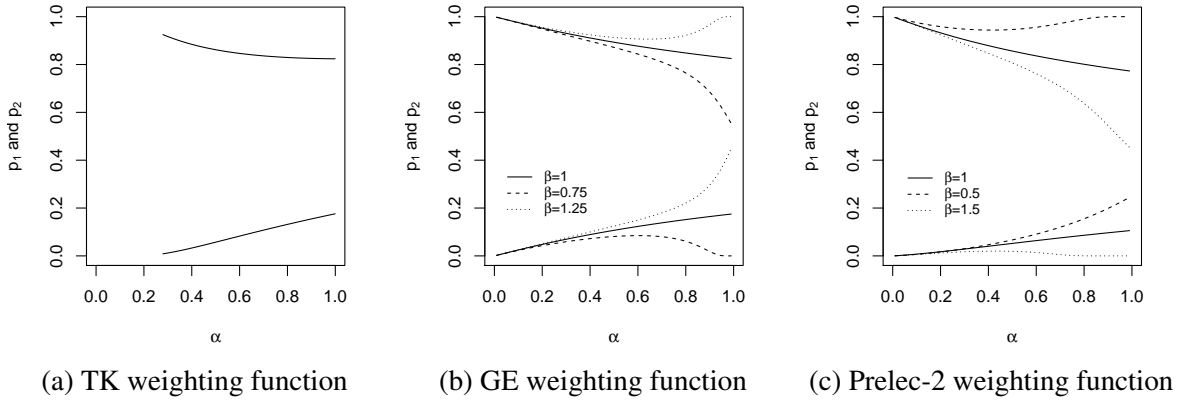 p1 and p2
1.0
0.8
0.6
0.4
0.2
0.0
0.0 0.2 0.4 0.6 0.8 1.0
α
(a) TK weighting function
p1 and p2
1.0
0.8
0.6
0.4
0.2
0.0
β=1
β=0.75
β=1.25
0.0 0.2 0.4 0.6 0.8 1.0
α
(b) GE weighting function
p1 and p2
1.0
0.8
0.6
0.4
0.2
0.0
β=1
β=0.5
β=1.5
0.0 0.2 0.4 0.6 0.8 1.0
α
(c) Prelec-2 weighting function